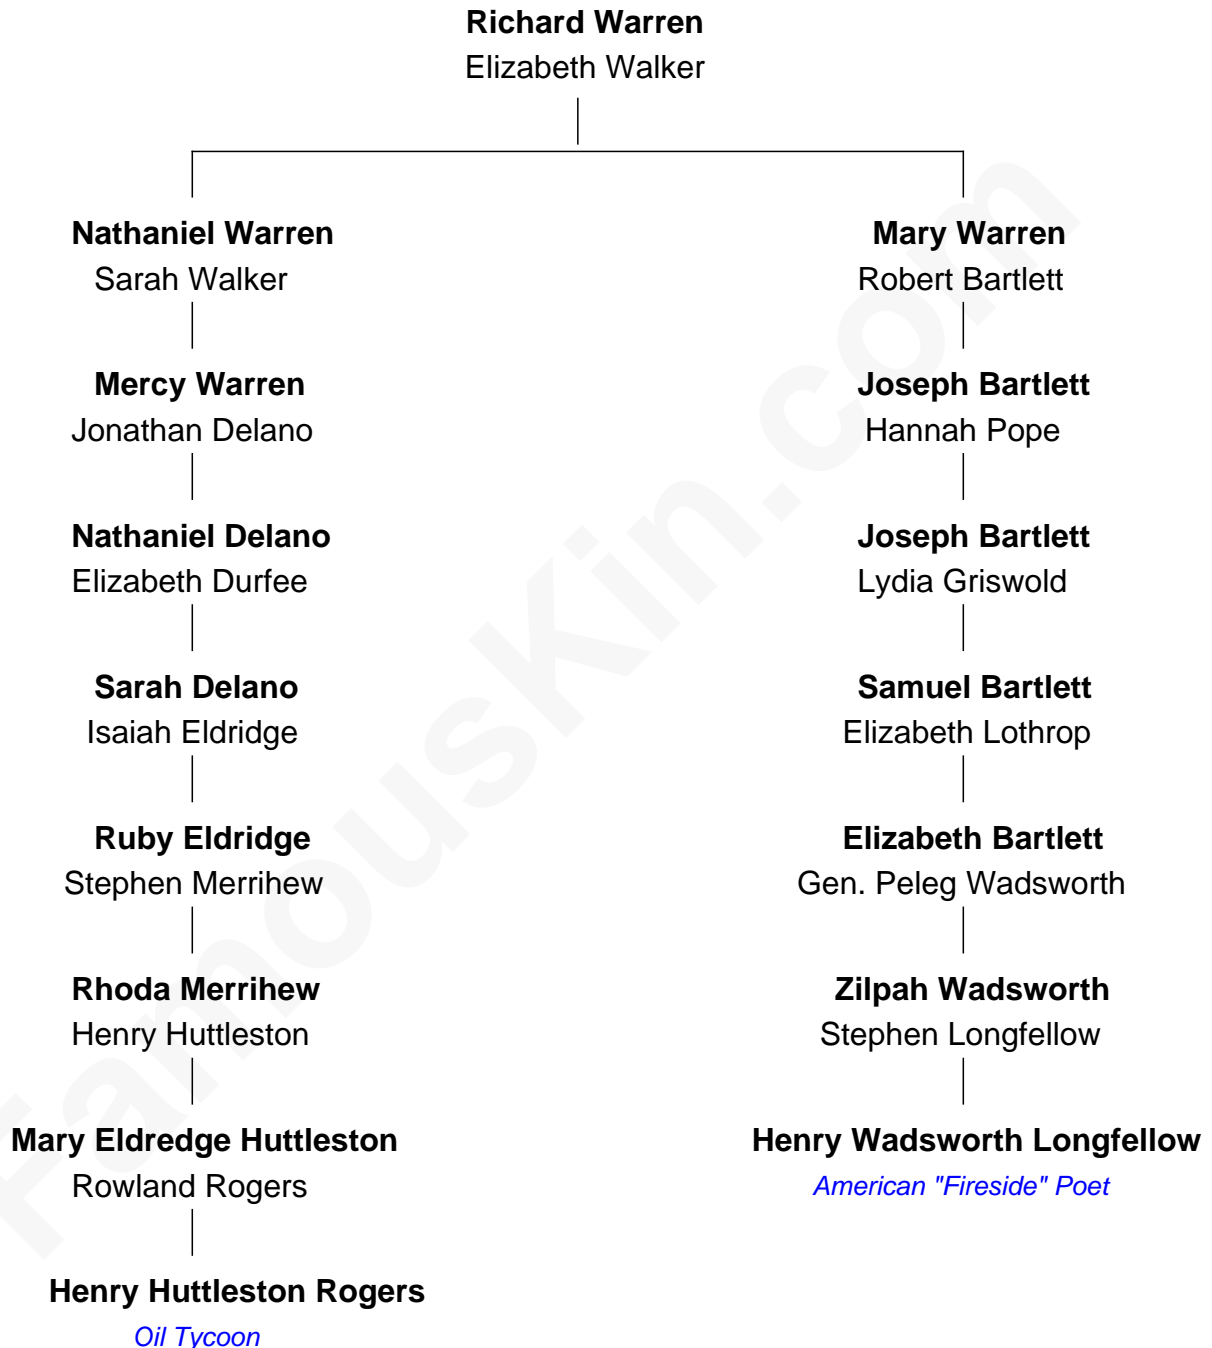 Richard Warren
Elizabeth Walker
Nathaniel Warren
Sarah Walker
Mercy Warren
Jonathan Delano
Nathaniel Delano
Elizabeth Durfee
Sarah Delano
Isaiah Eldridge
Ruby Eldridge
Stephen Merrihew
Rhoda Merrihew
Henry Huttleston
Mary Eldredge Huttleston
Rowland Rogers
Henry Huttleston Rogers
Oil Tycoon
Mary Warren
Robert Bartlett
Joseph Bartlett
Hannah Pope
Joseph Bartlett
Lydia Griswold
Samuel Bartlett
Elizabeth Lothrop
Elizabeth Bartlett
Gen. Peleg Wadsworth
Zilpah Wadsworth
Stephen Longfellow
Henry Wadsworth Longfellow
American "Fireside" Poet
FamousKin.com